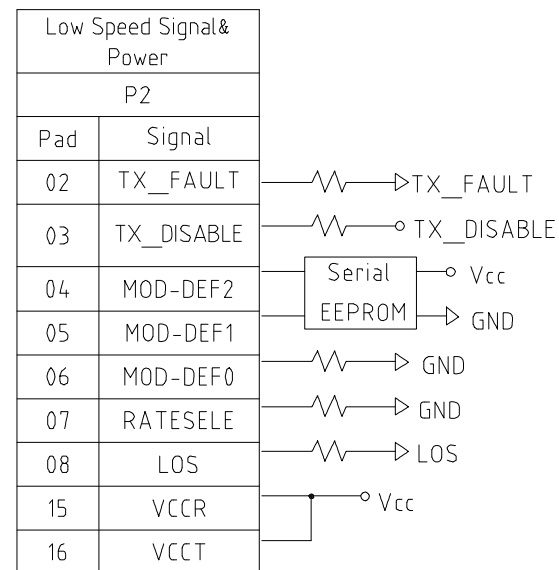 Low Speed Signal&
Power
P2
Pad Signal
02 TX_FAULT TX_FAULT
03 TX_DISABLE TX_DISABLE
04 MOD-DEF2 Serial Vcc
EEPROM GND
05 MOD-DEF1
06 MOD-DEF0 GND
07 RATESELE GND
08 LOS LOS
15 VCCR Vcc
16 VCCT